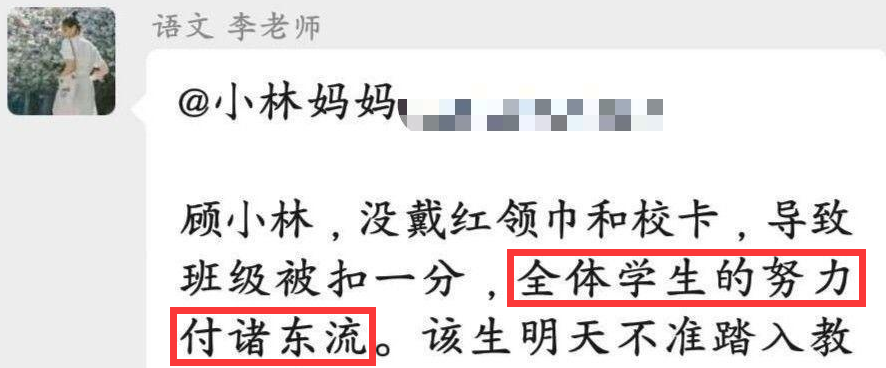 语文 李老师
@小林妈妈
顾小林，没戴红领巾和校卡，导致
班级被扣一分，全体学生的努力
付诸东流。该生明天不准踏入教